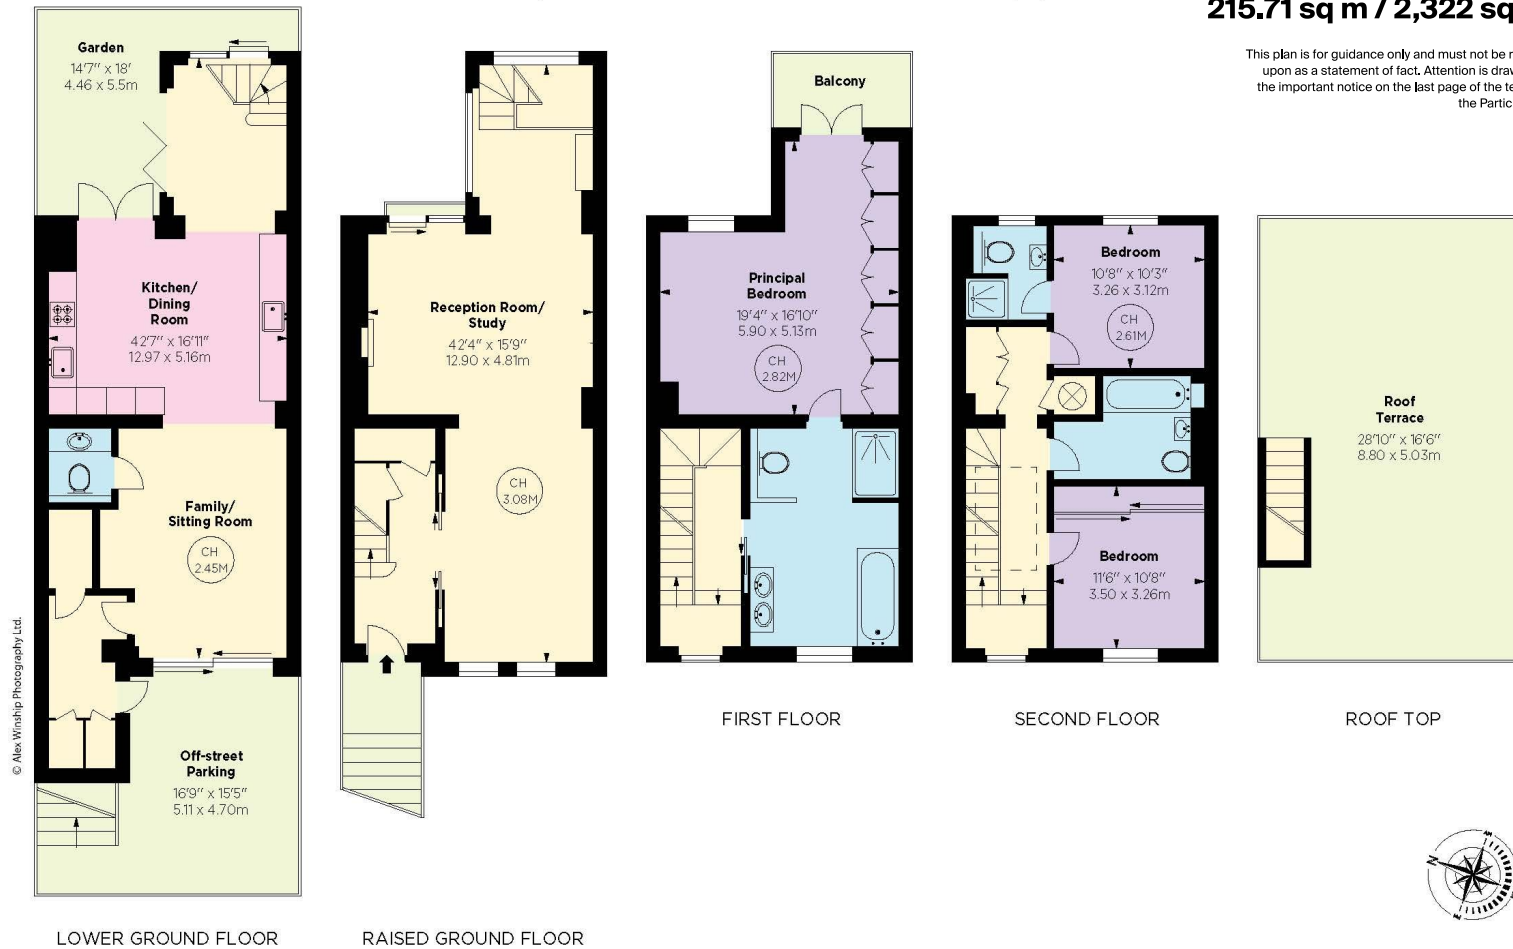 215.71 sq m / 2,322 sq
This plan is for guidance only and must not be
upon as a statement of fact. Attention is
the important notice on the last page of the
the
Garden
14'7" x 18'
4.46 x 5.5m
Kitchen/
Dining
Room
42'7" x 16'11"
12.97 x 5.16m
Family/
Sitting Room
CH
2.45M
Off-street
Parking
16'9" x 15'5"
5.11 x 4.70m
LOWER GROUND FLOOR
Reception Room/
Study
42'4" x 15'9"
12.90 x 4.81m
CH
3.08M
RAISED GROUND FLOOR
Balcony
Principal
Bedroom
19'4" x 16'10"
5.90 x 5.13m
CH
2.82M
FIRST FLOOR
Bedroom
10'8" x 10'3"
3.26 x 3.12m
CH
2.61M
Bedroom
11'6" x 10'8"
3.50 x 3.26m
SECOND FLOOR
Roof
Terrace
28'10" x 16'6"
8.80 x 5.03m
ROOF TOP
N
© Alex Winship Photography Ltd.